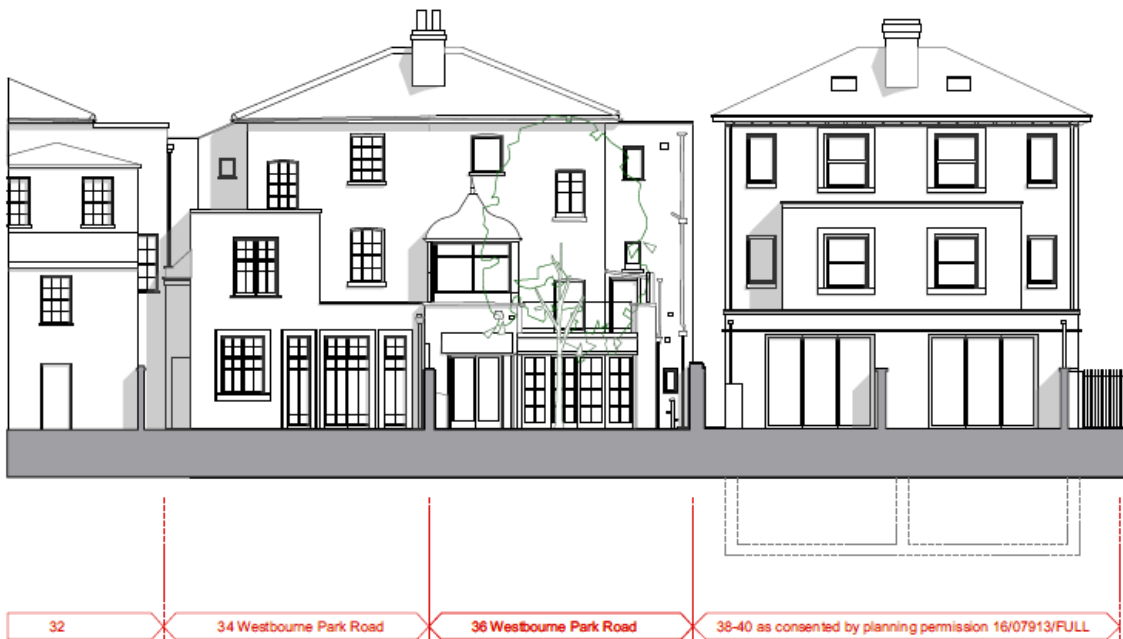 32
34 Westbourne Park Road
36 Westbourne Park Road
38-40 as consented by planning permission 16/07913/FULL